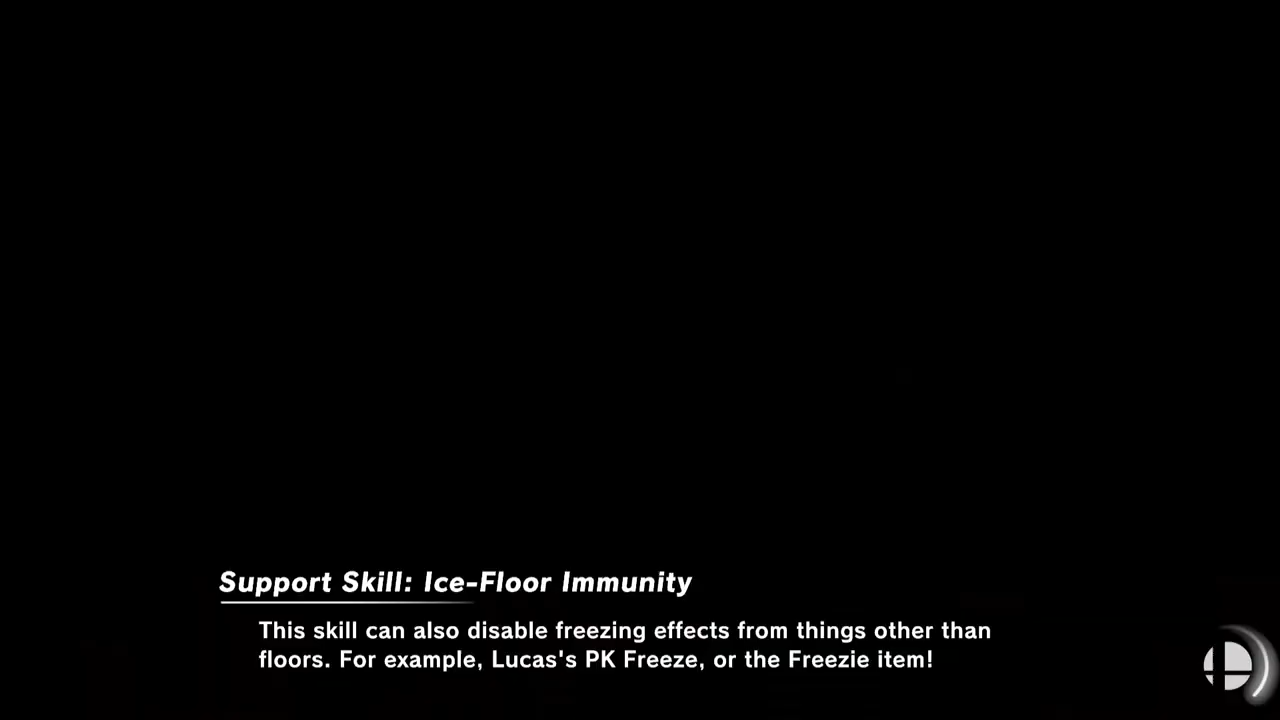 Support Skill: Ice-Floor Immunity
This skill can also disable freezing effects from things other than
floors. For example, Lucas's PK Freeze, or the Freezie item!